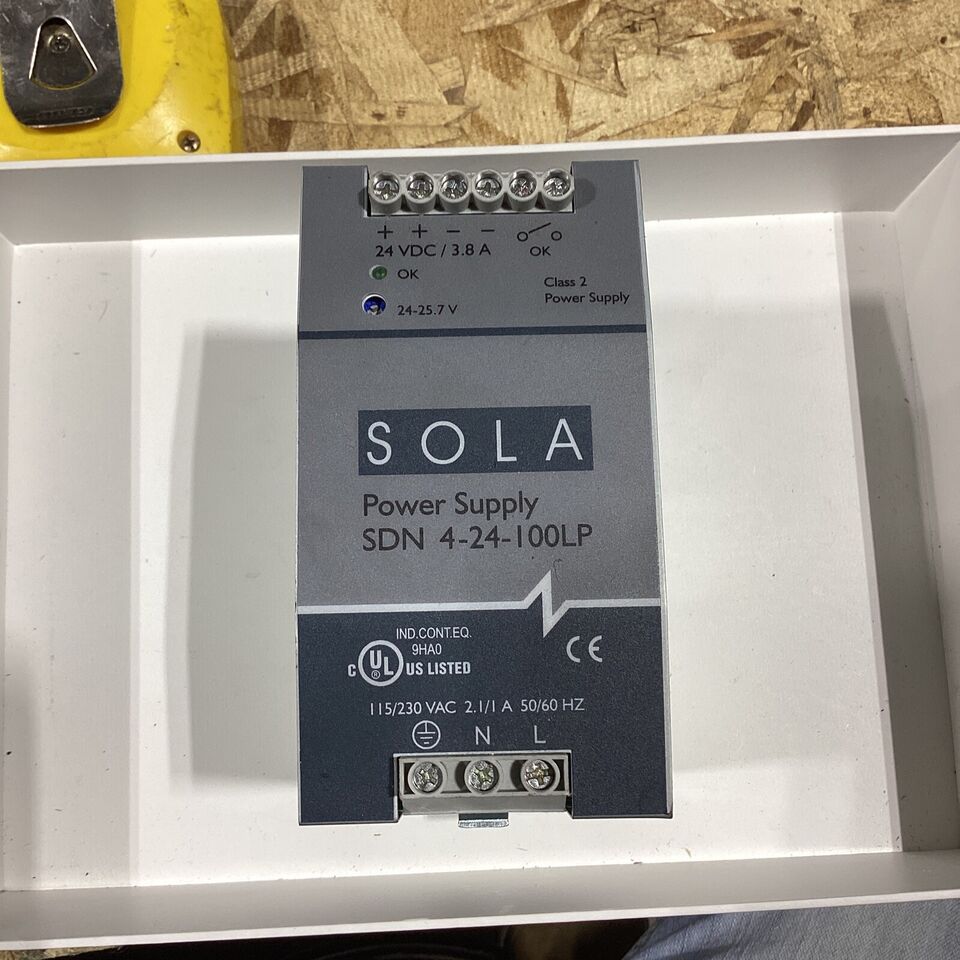 + + − −
24 VDC / 3.8 A
OK
OK
Class 2
Power Supply
24-25.7 V
SOLA
Power Supply
SDN 4-24-100LP
IND.CONT.EQ.
9HA0
C UL ® US LISTED
CE
115/230 VAC 2.1/1 A 50/60 HZ
N L